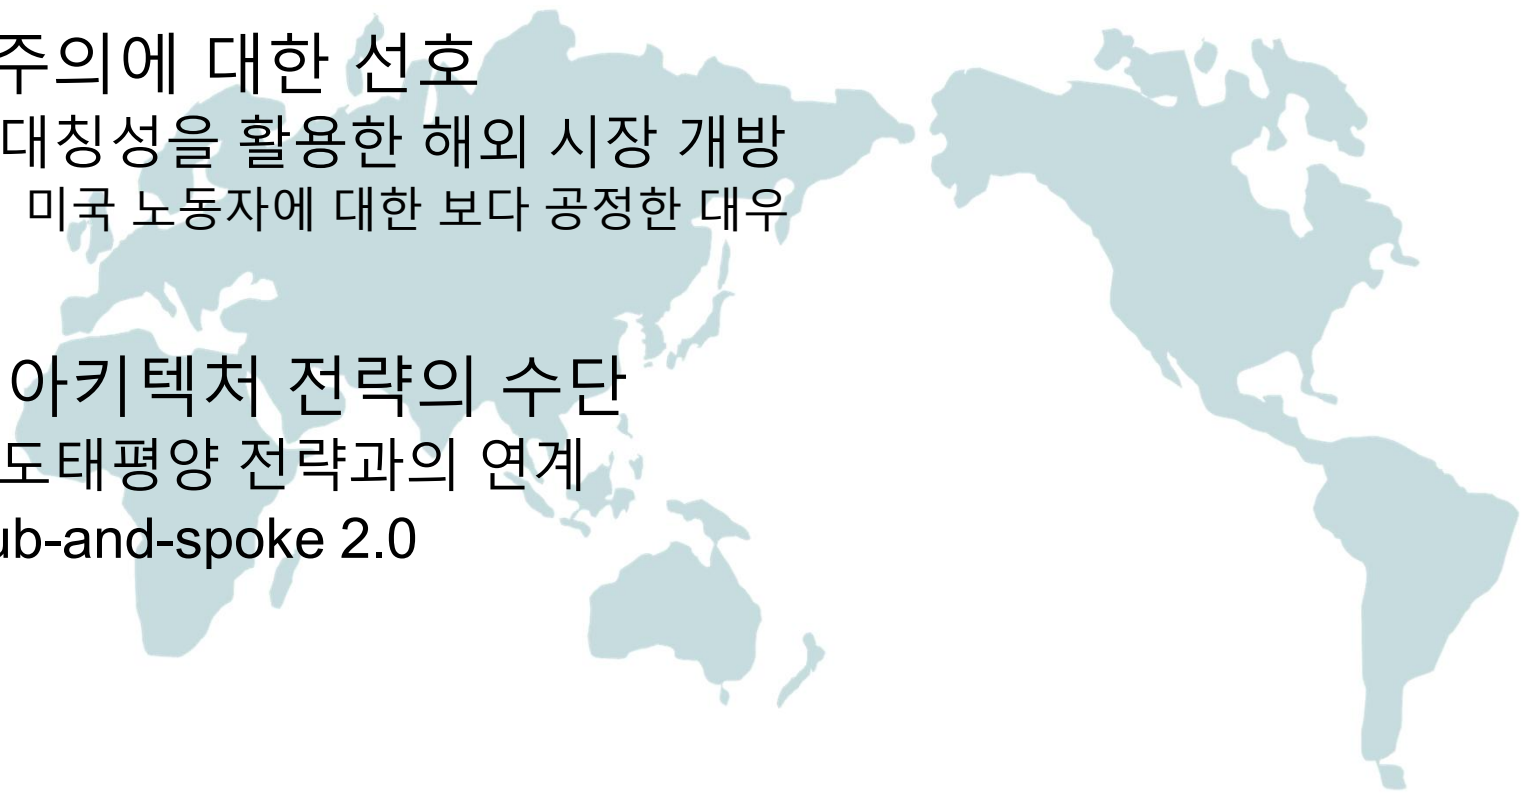 주의에 대한 선호
대칭성을 활용한 해외 시장 개방
미국 노동자에 대한 보다 공정한 대우
아키텍처 전략의 수단
도태평양 전략과의 연계
ub-and-spoke 2.0